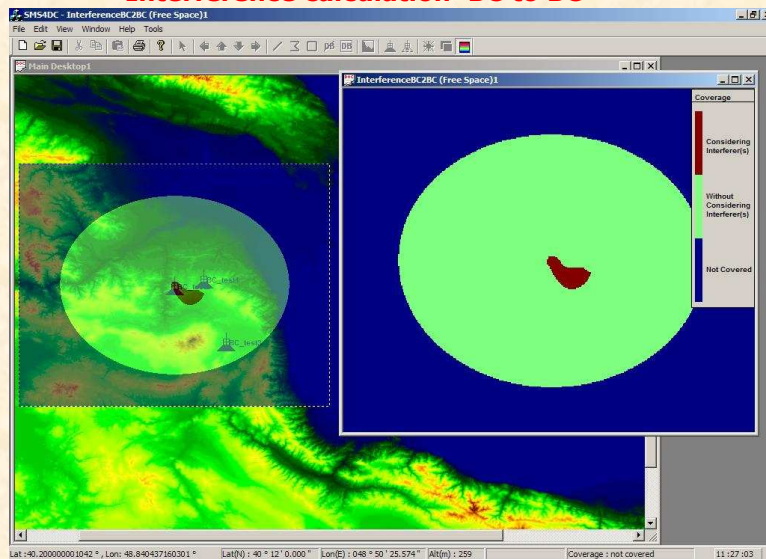 Interference Calculation- BC to BC
SMS4DC - InterferenceBC2BC (Free Space)1
File Edit View Window Help Tools
Main Desktop1
InterferenceBC2BC (Free Space)1
Coverage
Considering
Interferer(s)
Without
Considering
Interferer(s)
Not Covered
Lat :40.200000001042 ° , Lon: 48.840437160301 ° Lat(N) : 40 ° 12 ' 0.000 " Lon(E) : 048 ° 50 ' 25.574 " Alt(m) : 259 Coverage : not covered 11:27:03